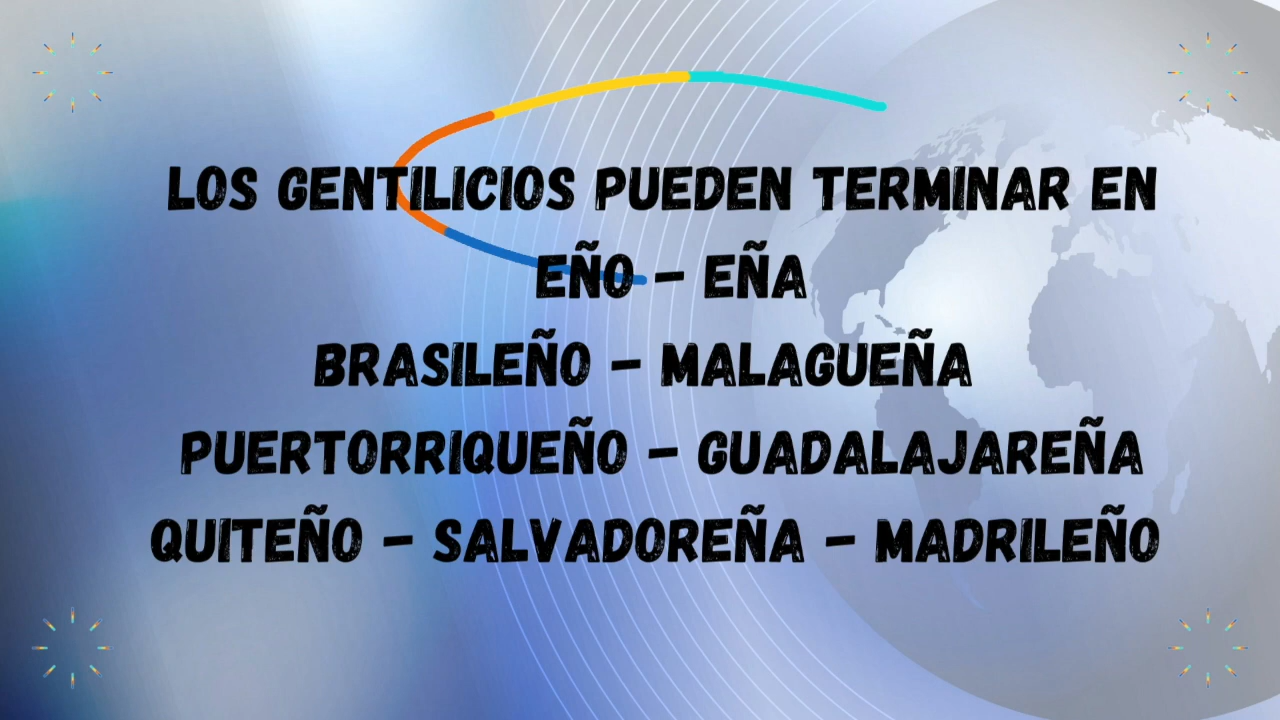 LOS GENTILICIOS PUEDEN TERMINAR EN
EÑO – EÑA
BRASILEÑO – MALAGUEÑA
PUERTORRIQUEÑO – GUADALAJAREÑA
QUITEÑO – SALVADOREÑA – MADRILEÑO